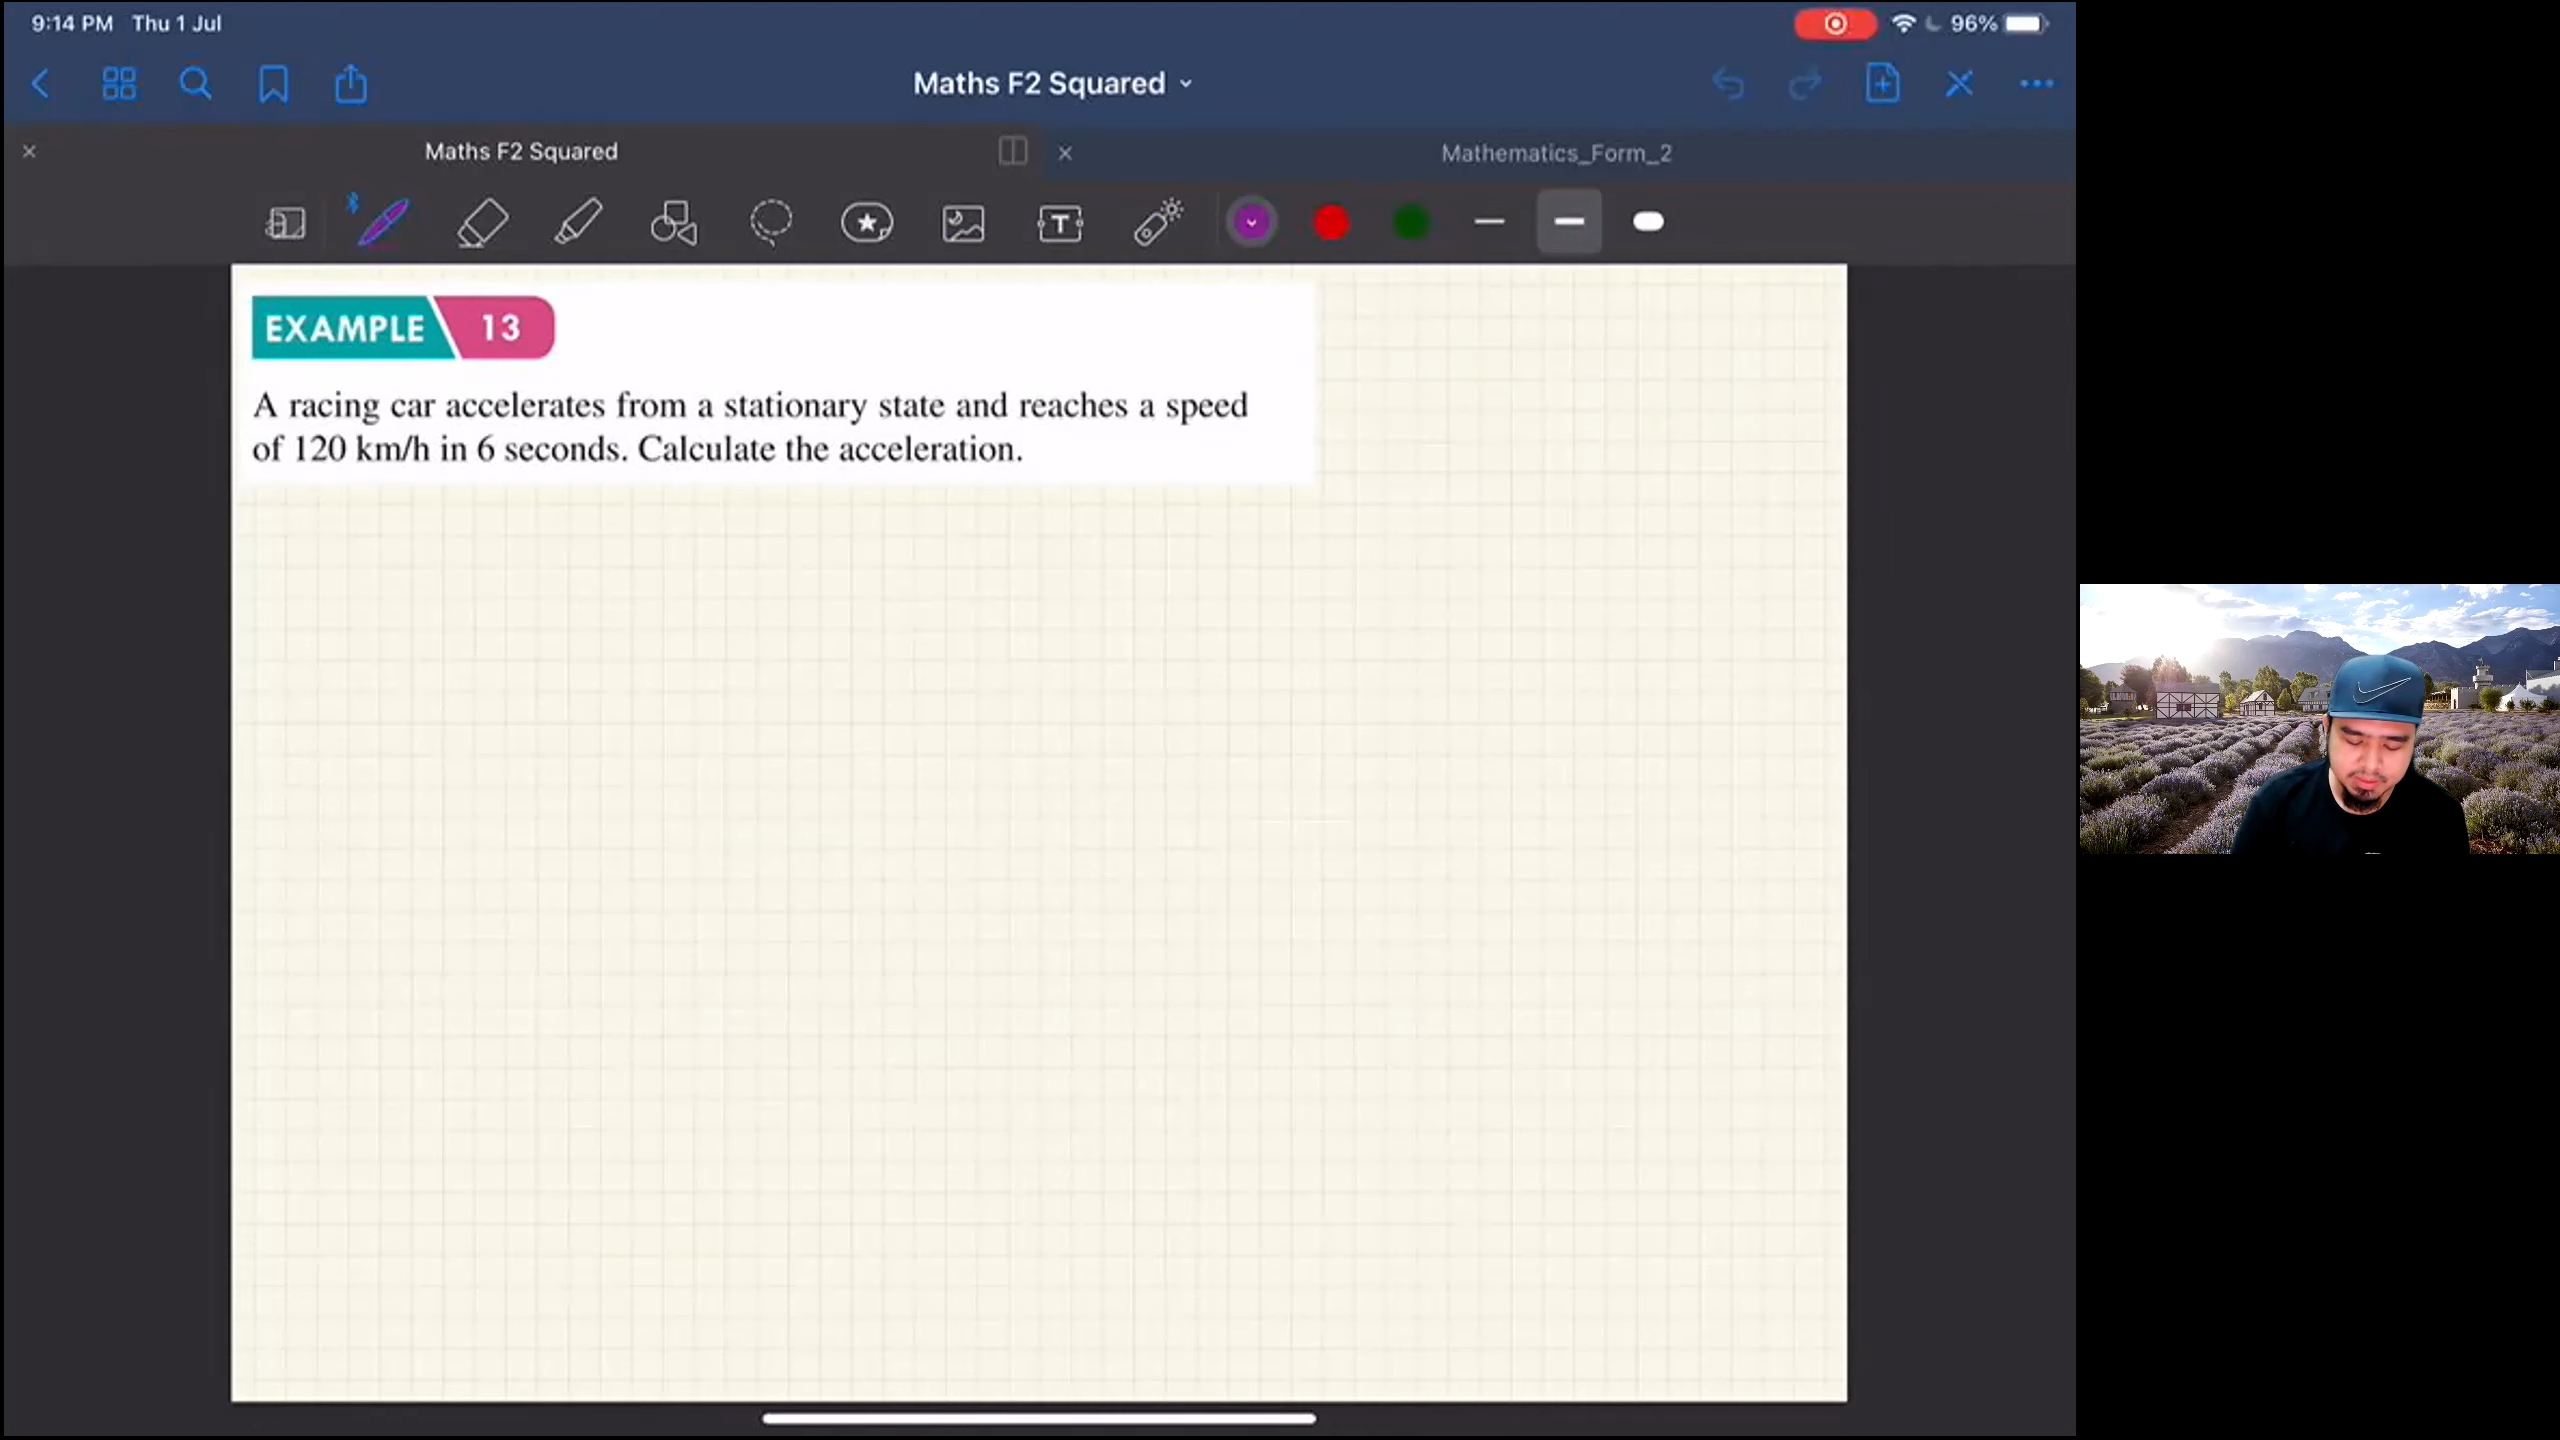 9:14 PM Thu 1 Jul
96%
Maths F2 Squared
Maths F2 Squared
Mathematics_Form_2
T
EXAMPLE 13
A racing car accelerates from a stationary state and reaches a speed
of 120 km/h in 6 seconds. Calculate the acceleration.